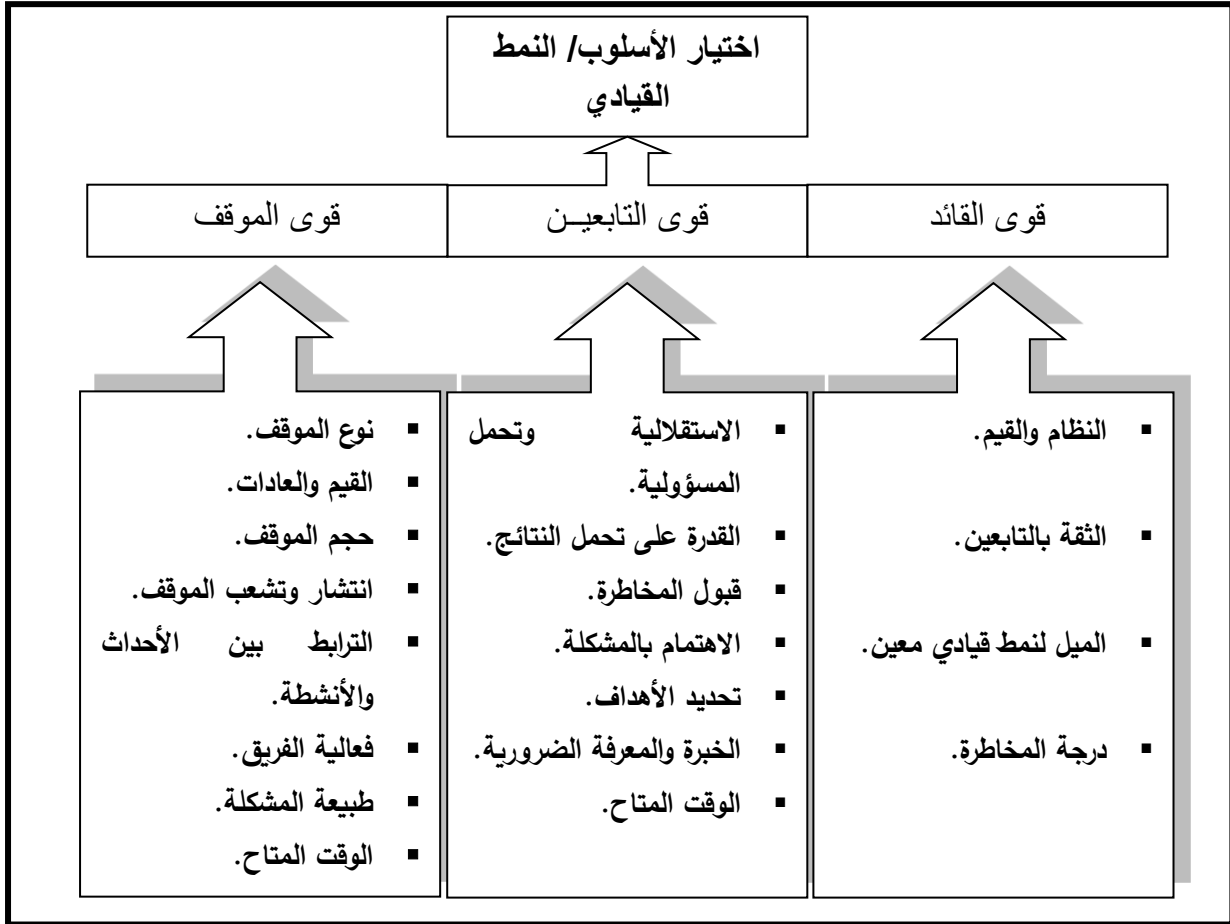 اختيار الأسلوب/ النمط
القيادي
قوى القائد
قوى التابعيــن
قوى الموقف
▪ النظام والقيم.
▪ الثقة بالتابعين.
▪ الميل لنمط قيادي معين.
▪ درجة المخاطرة.
▪ الاستقلالية وتحمل
المسؤولية.
▪ القدرة على تحمل النتائج.
▪ قبول المخاطرة.
▪ الاهتمام بالمشكلة.
▪ تحديد الأهداف.
▪ الخبرة والمعرفة الضرورية.
▪ الوقت المتاح.
▪ نوع الموقف.
▪ القيم والعادات.
▪ حجم الموقف.
▪ انتشار وتشعب الموقف.
▪ الترابط بين الأحداث
والأنشطة.
▪ فعالية الفريق.
▪ طبيعة المشكلة.
▪ الوقت المتاح.